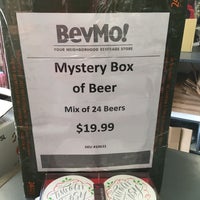 BevMo!
YOUR NEIGHBORHOOD BEVERAGE STORE
Mystery Box
of Beer
Mix of 24 Beers
$19.99